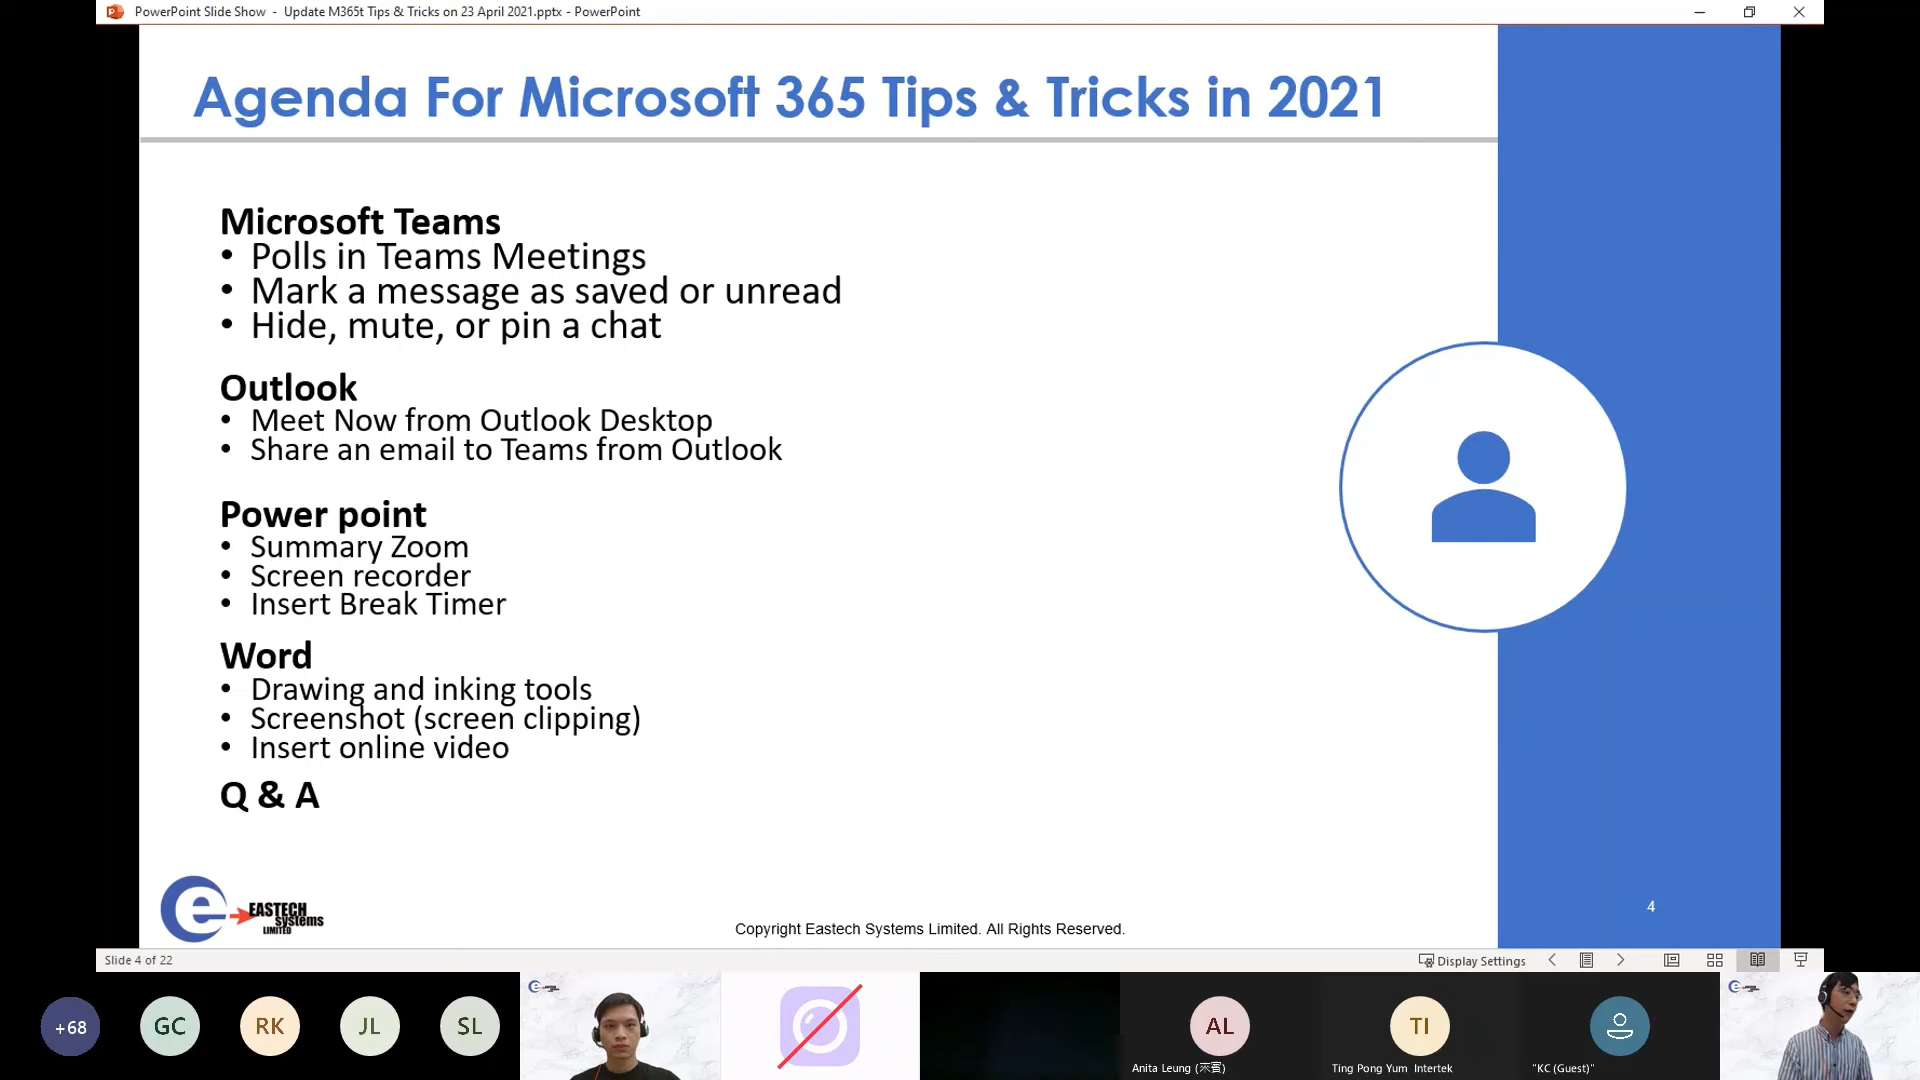 PowerPoint Slide Show - Update M365t Tips & Tricks on 23 April 2021.pptx - PowerPoint
Agenda For Microsoft 365 Tips & Tricks in 2021
Microsoft Teams
• Polls in Teams Meetings
• Mark a message as saved or unread
• Hide, mute, or pin a chat
Outlook
• Meet Now from Outlook Desktop
• Share an email to Teams from Outlook
Power point
• Summary Zoom
• Screen recorder
• Insert Break Timer
Word
• Drawing and inking tools
• Screenshot (screen clipping)
• Insert online video
Q & A
e EASTECH
Systems
LIMITED
Copyright Eastech Systems Limited. All Rights Reserved.
4
Slide 4 of 22
Display Settings
+68
GC
RK
JL
SL
AL
TI
Anita Leung
Ting Pong Yum Intertek
"KC (Guest)"